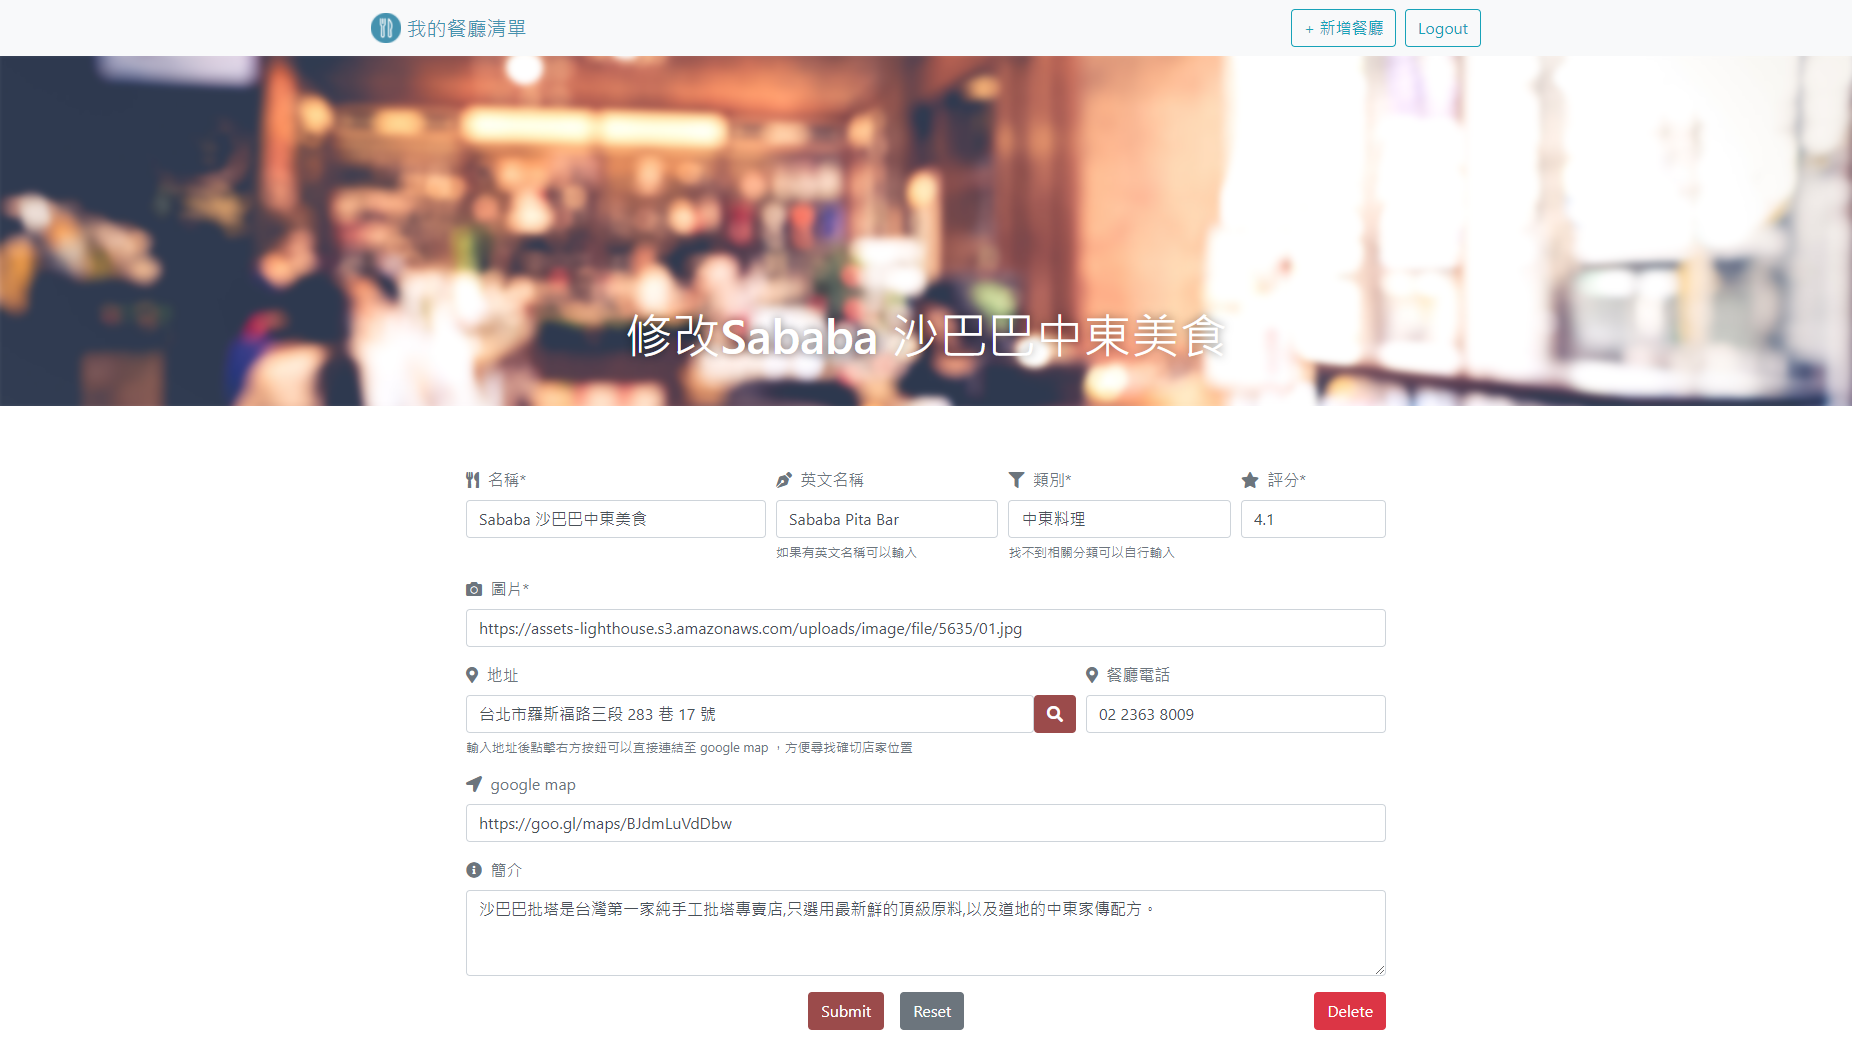 我的餐廳清單
+ 新增餐廳 Logout
修改Sababa 沙巴巴中東美食
名稱* 英文名稱 類別* 評分*
Sababa 沙巴巴中東美食 Sababa Pita Bar 中東料理 4.1
如果有英文名稱可以輸入 找不到相關分類可以自行輸入
圖片*
https://assets-lighthouse.s3.amazonaws.com/uploads/image/file/5635/01.jpg
地址 餐廳電話
台北市羅斯福路三段 283 巷 17 號 02 2363 8009
輸入地址後點擊右方按鈕可以直接連結至 google map ，方便尋找確切店家位置
google map
https://goo.gl/maps/BJdmLuVdDbw
簡介
沙巴巴批塔是台灣第一家純手工批塔專賣店,只選用最新鮮的頂級原料,以及道地的中東家傳配方。
Submit Reset Delete